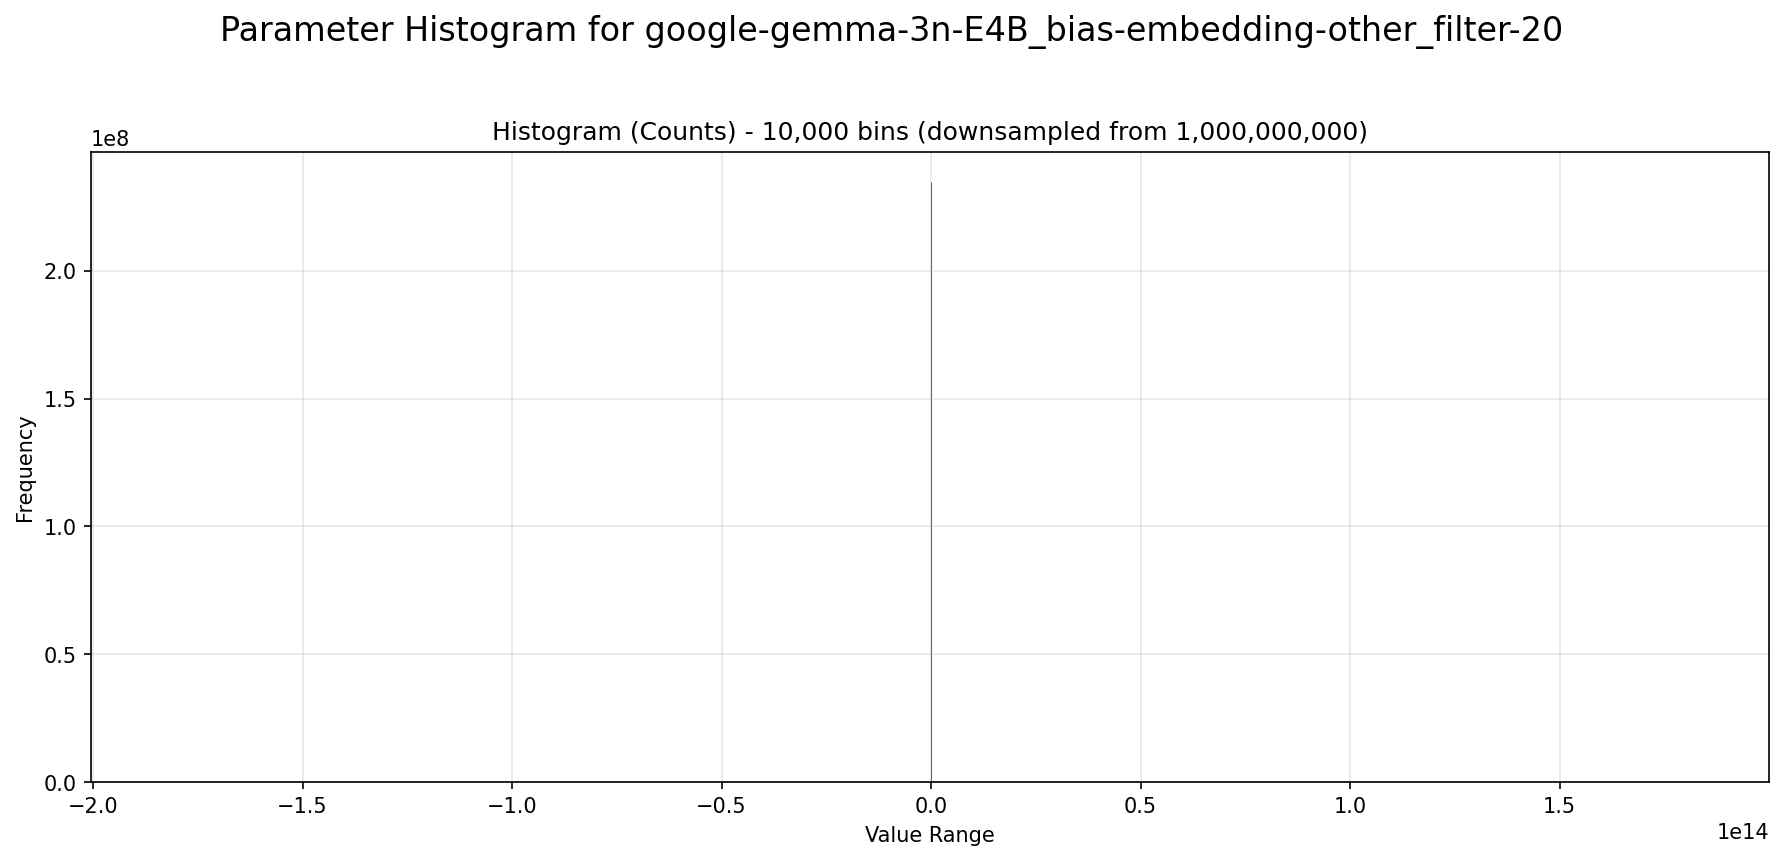 Parameter Histogram for google-gemma-3n-E4B_bias-embedding-other_filter-20
Histogram (Counts) - 10,000 bins (downsampled from 1,000,000,000)
1e8
2.0
1.5
1.0
0.5
0.0
Frequency
−2.0 −1.5 −1.0 −0.5 0.0 0.5 1.0 1.5
Value Range
1e14